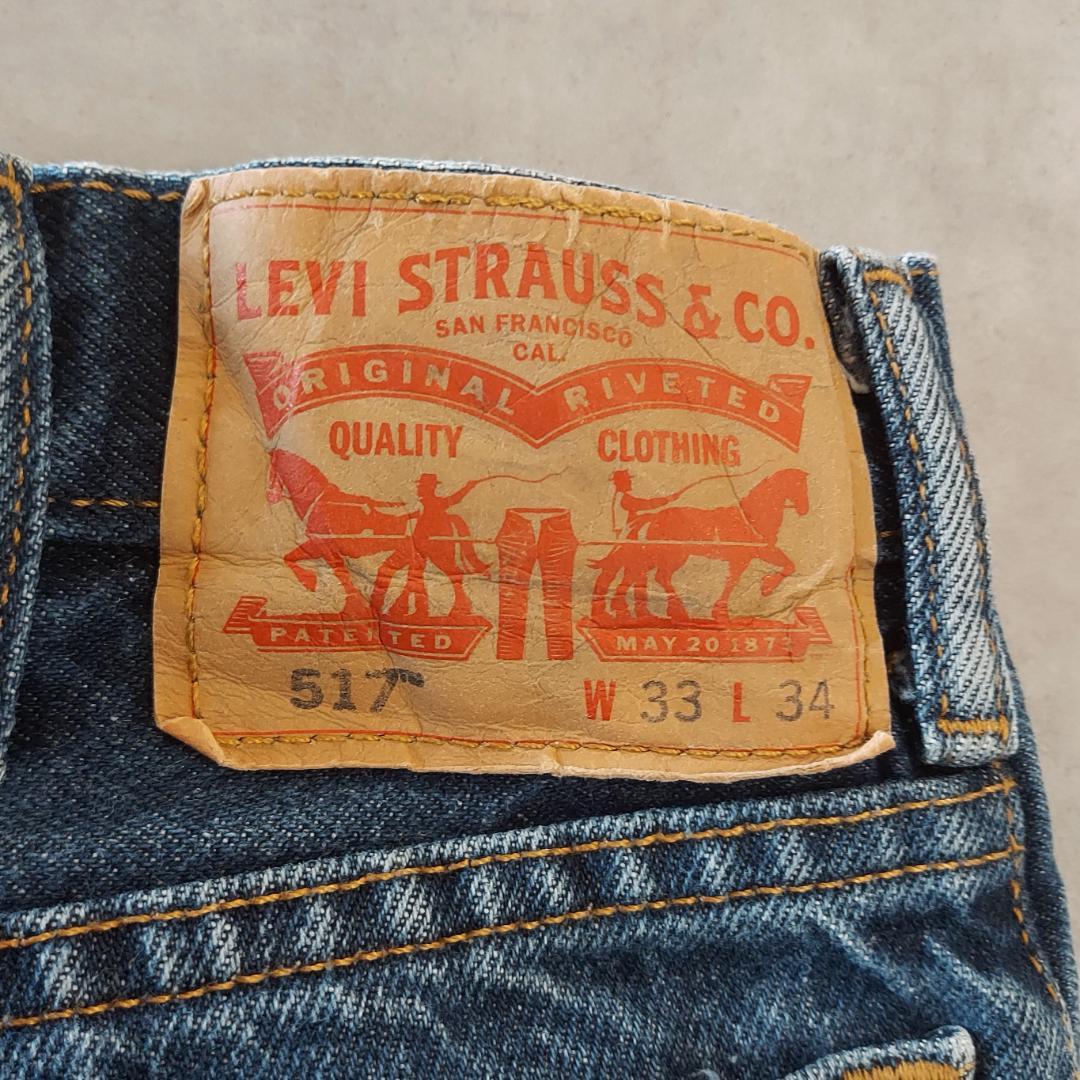 LEVI STRAUSS & CO.
SAN FRANCISCO
CAL.
ORIGINAL RIVETED
QUALITY CLOTHING
PATENTED MAY 20 1873
517 W 33 L 34